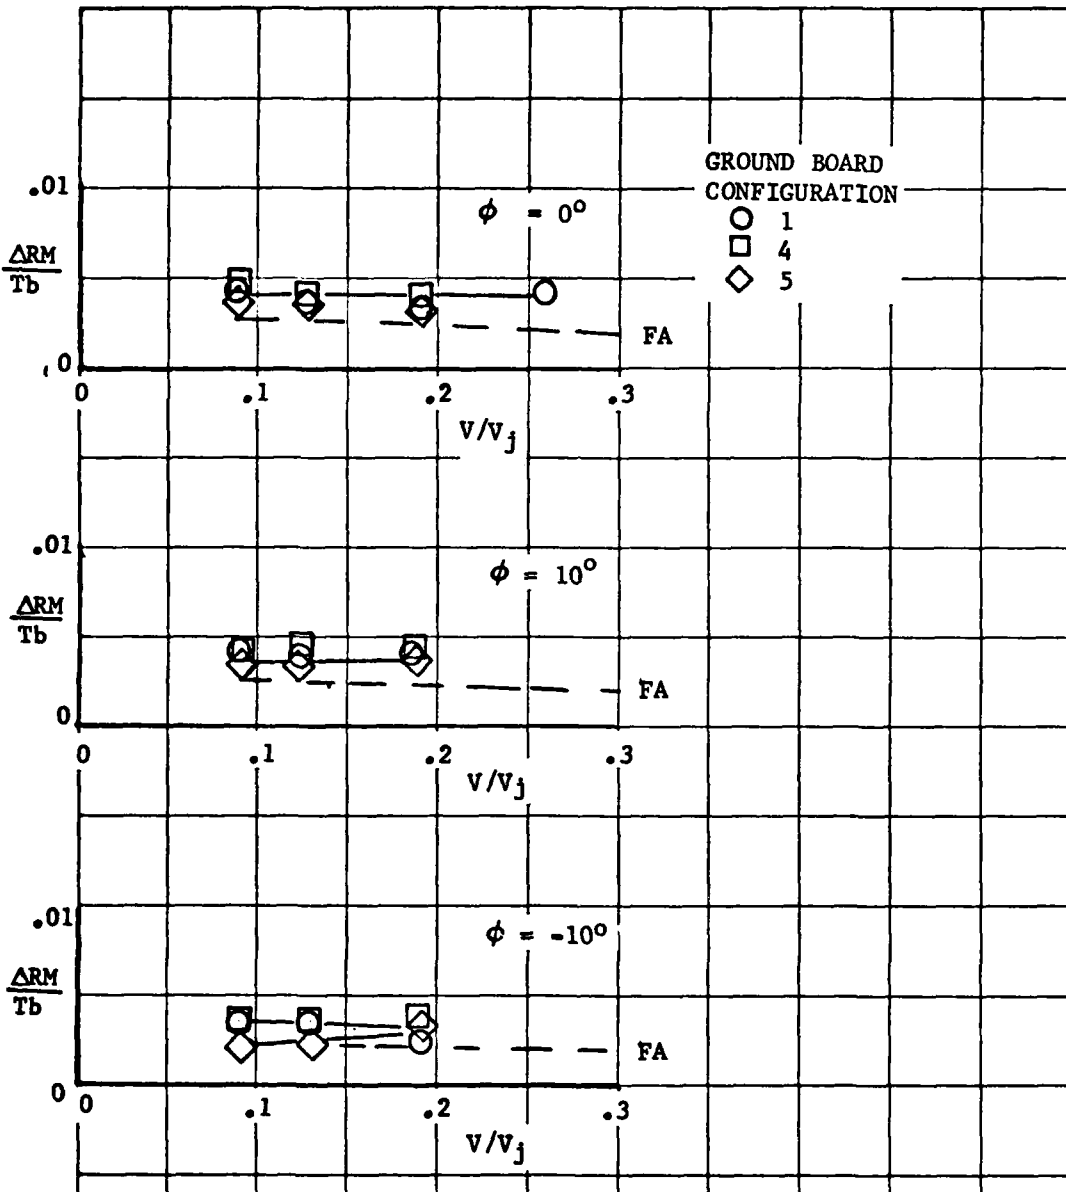 GROUND BOARD
CONFIGURATION
1
4
5
.01
ϕ = 0°
ΔRM
Tb
FA
0
0 .1 .2 .3
V/Vj
.01
ϕ = 10°
ΔRM
Tb
FA
0
0 .1 .2 .3
V/Vj
.01
ϕ = -10°
ΔRM
Tb
FA
0
0 .1 .2 .3
V/Vj